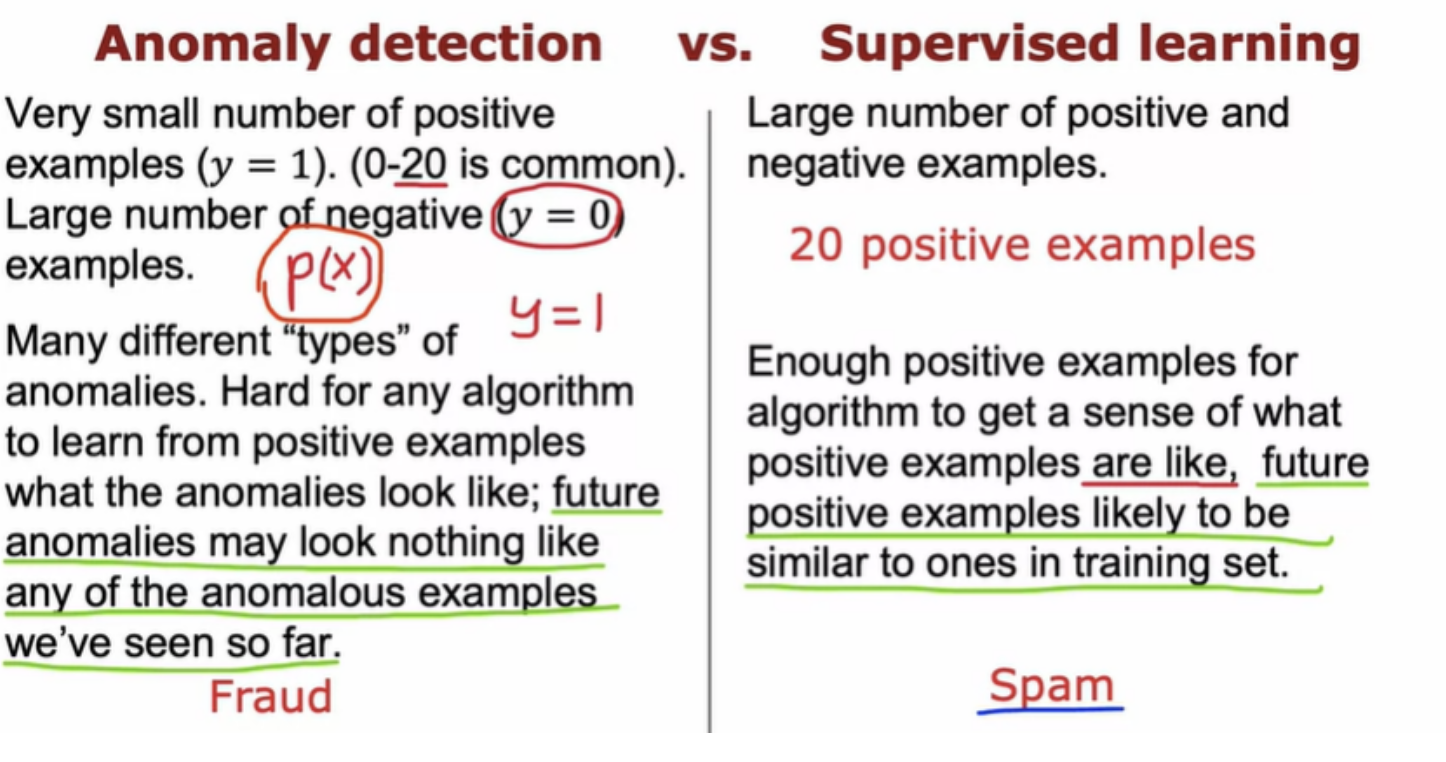 Anomaly detection vs. Supervised learning
Very small number of positive
examples (y = 1). (0-20 is common).
Large number of negative (y = 0)
examples.
p(x)
y=1
Many different “types” of
anomalies. Hard for any algorithm
to learn from positive examples
what the anomalies look like; future
anomalies may look nothing like
any of the anomalous examples
we’ve seen so far.
Fraud
Large number of positive and
negative examples.
20 positive examples
Enough positive examples for
algorithm to get a sense of what
positive examples are like, future
positive examples likely to be
similar to ones in training set.
Spam